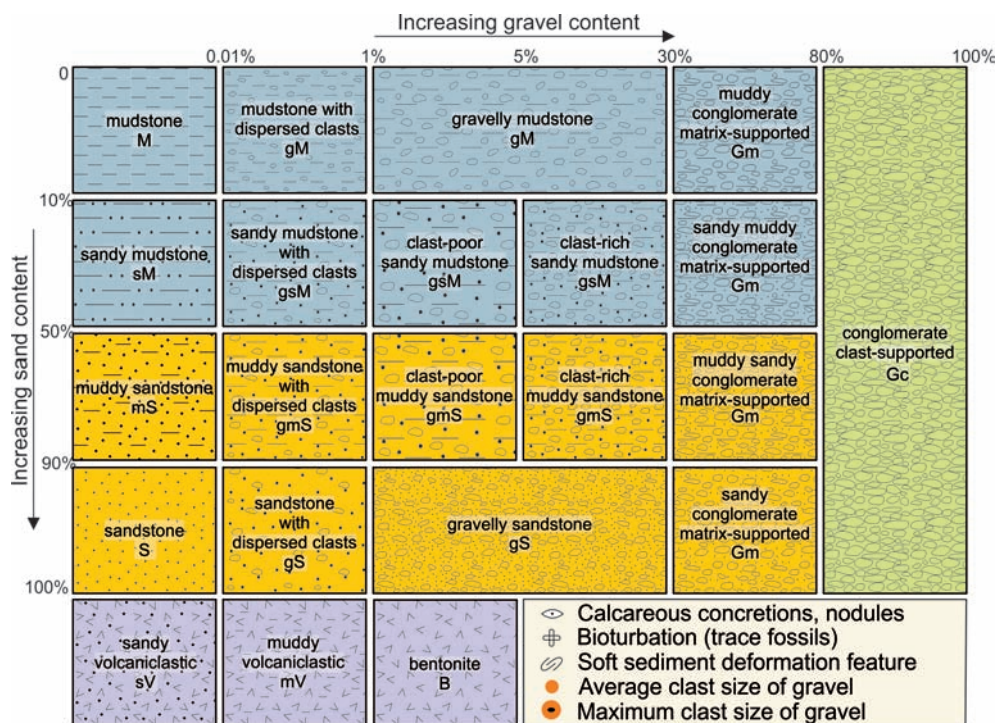 Increasing gravel content
0.01% 1% 5% 30% 80% 100%
Increasing sand content
0
mudstone
M
mudstone with
dispersed clasts
gM
gravelly mudstone
gM
muddy
conglomerate
matrix-supported
Gm
10%
sandy mudstone
sM
sandy mudstone
with
dispersed clasts
gsM
clast-poor
sandy mudstone
gsM
clast-rich
sandy mudstone
gsM
sandy muddy
conglomerate
matrix-supported
Gm
conglomerate
clast-supported
Gc
50%
muddy sandstone
mS
muddy sandstone
with
dispersed clasts
gmS
clast-poor
muddy sandstone
gmS
clast-rich
muddy sandstone
gmS
muddy sandy
conglomerate
matrix-supported
Gm
90%
sandstone
S
sandstone
with
dispersed clasts
gS
gravelly sandstone
gS
sandy
conglomerate
matrix-supported
Gm
100%
sandy
volcaniclastic
sV
muddy
volcaniclastic
mV
bentonite
B
Calcareous concretions, nodules
Bioturbation (trace fossils)
Soft sediment deformation feature
Average clast size of gravel
Maximum clast size of gravel